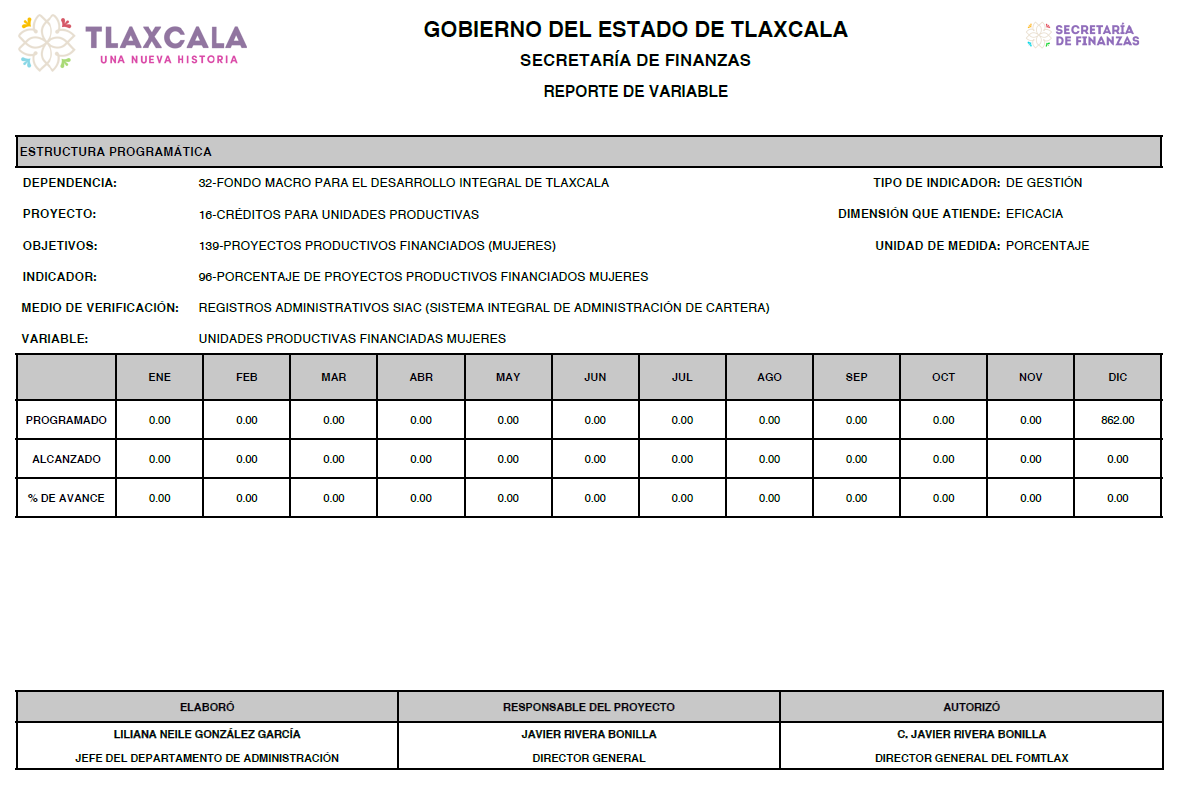 TLAXCALA
UNA NUEVA HISTORIA
GOBIERNO DEL ESTADO DE TLAXCALA
SECRETARÍA DE FINANZAS
REPORTE DE VARIABLE
SECRETARÍA
DE FINANZAS
ESTRUCTURA PROGRAMÁTICA
DEPENDENCIA: 32-FONDO MACRO PARA EL DESARROLLO INTEGRAL DE TLAXCALA TIPO DE INDICADOR: DE GESTIÓN
PROYECTO: 16-CRÉDITOS PARA UNIDADES PRODUCTIVAS DIMENSIÓN QUE ATIENDE: EFICACIA
OBJETIVOS: 139-PROYECTOS PRODUCTIVOS FINANCIADOS (MUJERES) UNIDAD DE MEDIDA: PORCENTAJE
INDICADOR: 96-PORCENTAJE DE PROYECTOS PRODUCTIVOS FINANCIADOS MUJERES
MEDIO DE VERIFICACIÓN: REGISTROS ADMINISTRATIVOS SIAC (SISTEMA INTEGRAL DE ADMINISTRACIÓN DE CARTERA)
VARIABLE: UNIDADES PRODUCTIVAS FINANCIADAS MUJERES
ENE FEB MAR ABR MAY JUN JUL AGO SEP OCT NOV DIC
PROGRAMADO 0.00 0.00 0.00 0.00 0.00 0.00 0.00 0.00 0.00 0.00 0.00 862.00
ALCANZADO 0.00 0.00 0.00 0.00 0.00 0.00 0.00 0.00 0.00 0.00 0.00 0.00
% DE AVANCE 0.00 0.00 0.00 0.00 0.00 0.00 0.00 0.00 0.00 0.00 0.00 0.00
ELABORÓ RESPONSABLE DEL PROYECTO AUTORIZÓ
LILIANA NEILE GONZÁLEZ GARCÍA JAVIER RIVERA BONILLA C. JAVIER RIVERA BONILLA
JEFE DEL DEPARTAMENTO DE ADMINISTRACIÓN DIRECTOR GENERAL DIRECTOR GENERAL DEL FOMTLAX